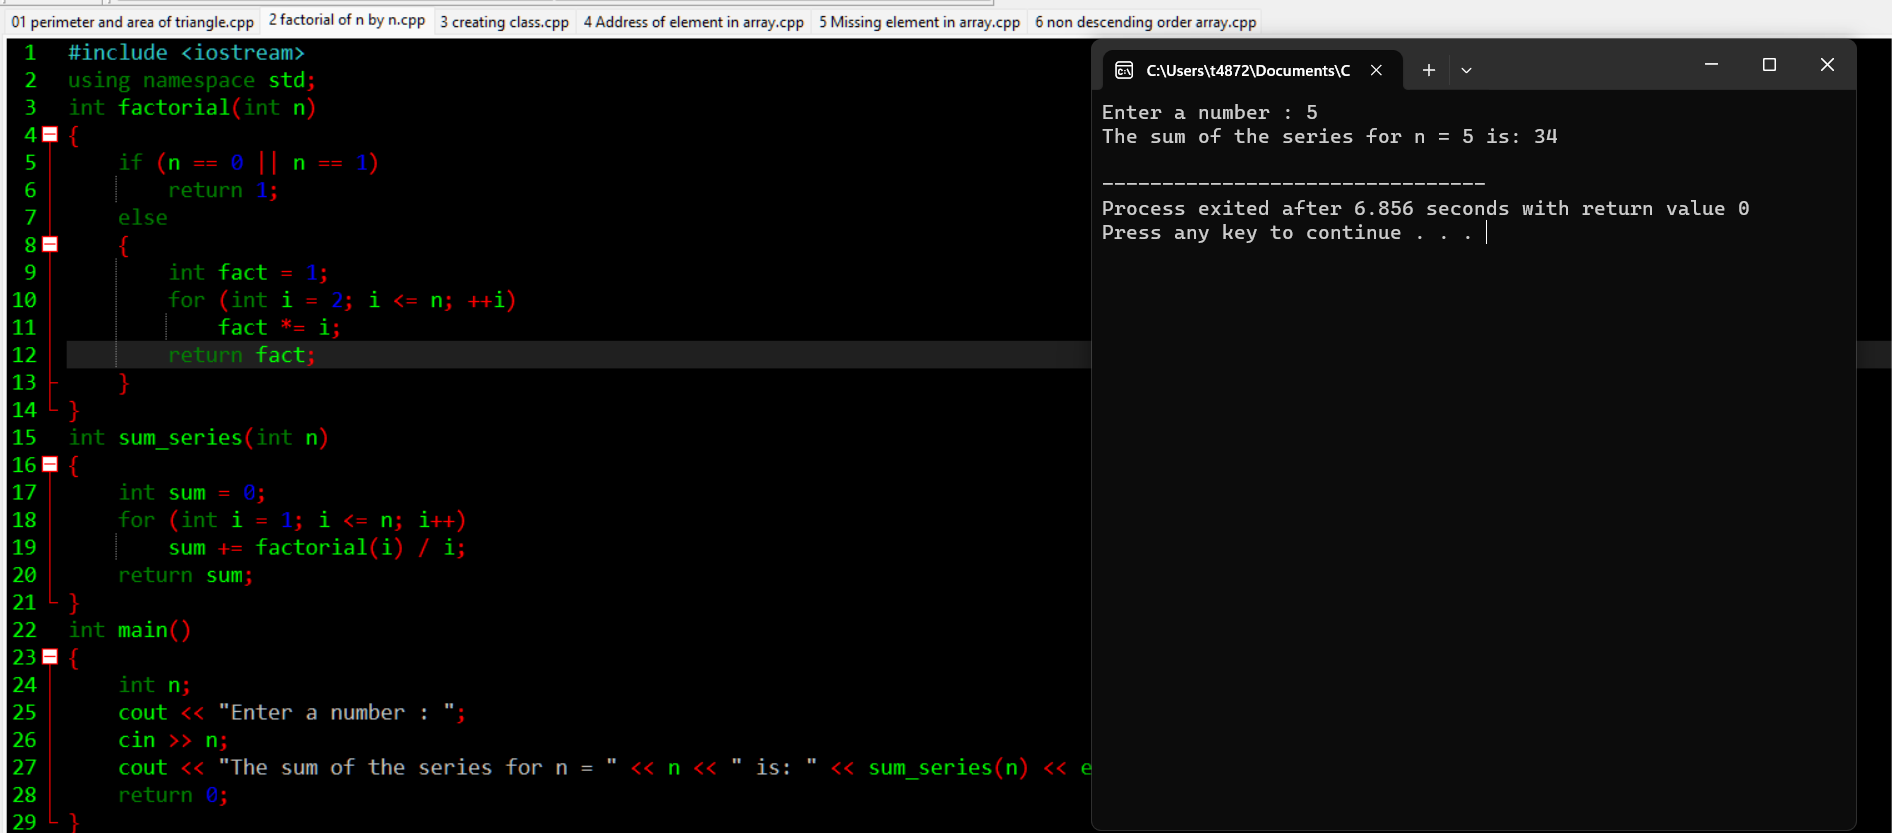 01 perimeter and area of triangle.cpp 2 factorial of n by n.cpp 3 creating class.cpp 4 Address of element in array.cpp 5 Missing element in array.cpp 6 non descending order array.cpp
1 #include <iostream>
2 using namespace std;
3 int factorial(int n)
4 {
5 if (n == 0 || n == 1)
6 return 1;
7 else
8 {
9 int fact = 1;
10 for (int i = 2; i <= n; ++i)
11 fact *= i;
12 return fact;
13 }
14 }
15 int sum_series(int n)
16 {
17 int sum = 0;
18 for (int i = 1; i <= n; i++)
19 sum += factorial(i) / i;
20 return sum;
21 }
22 int main()
23 {
24 int n;
25 cout << "Enter a number : ";
26 cin >> n;
27 cout << "The sum of the series for n = " << n << " is: " << sum_series(n) << e
28 return 0;
29 }
C:\Users\t4872\Documents\C
Enter a number : 5
The sum of the series for n = 5 is: 34
--------------------------------
Process exited after 6.856 seconds with return value 0
Press any key to continue . . .